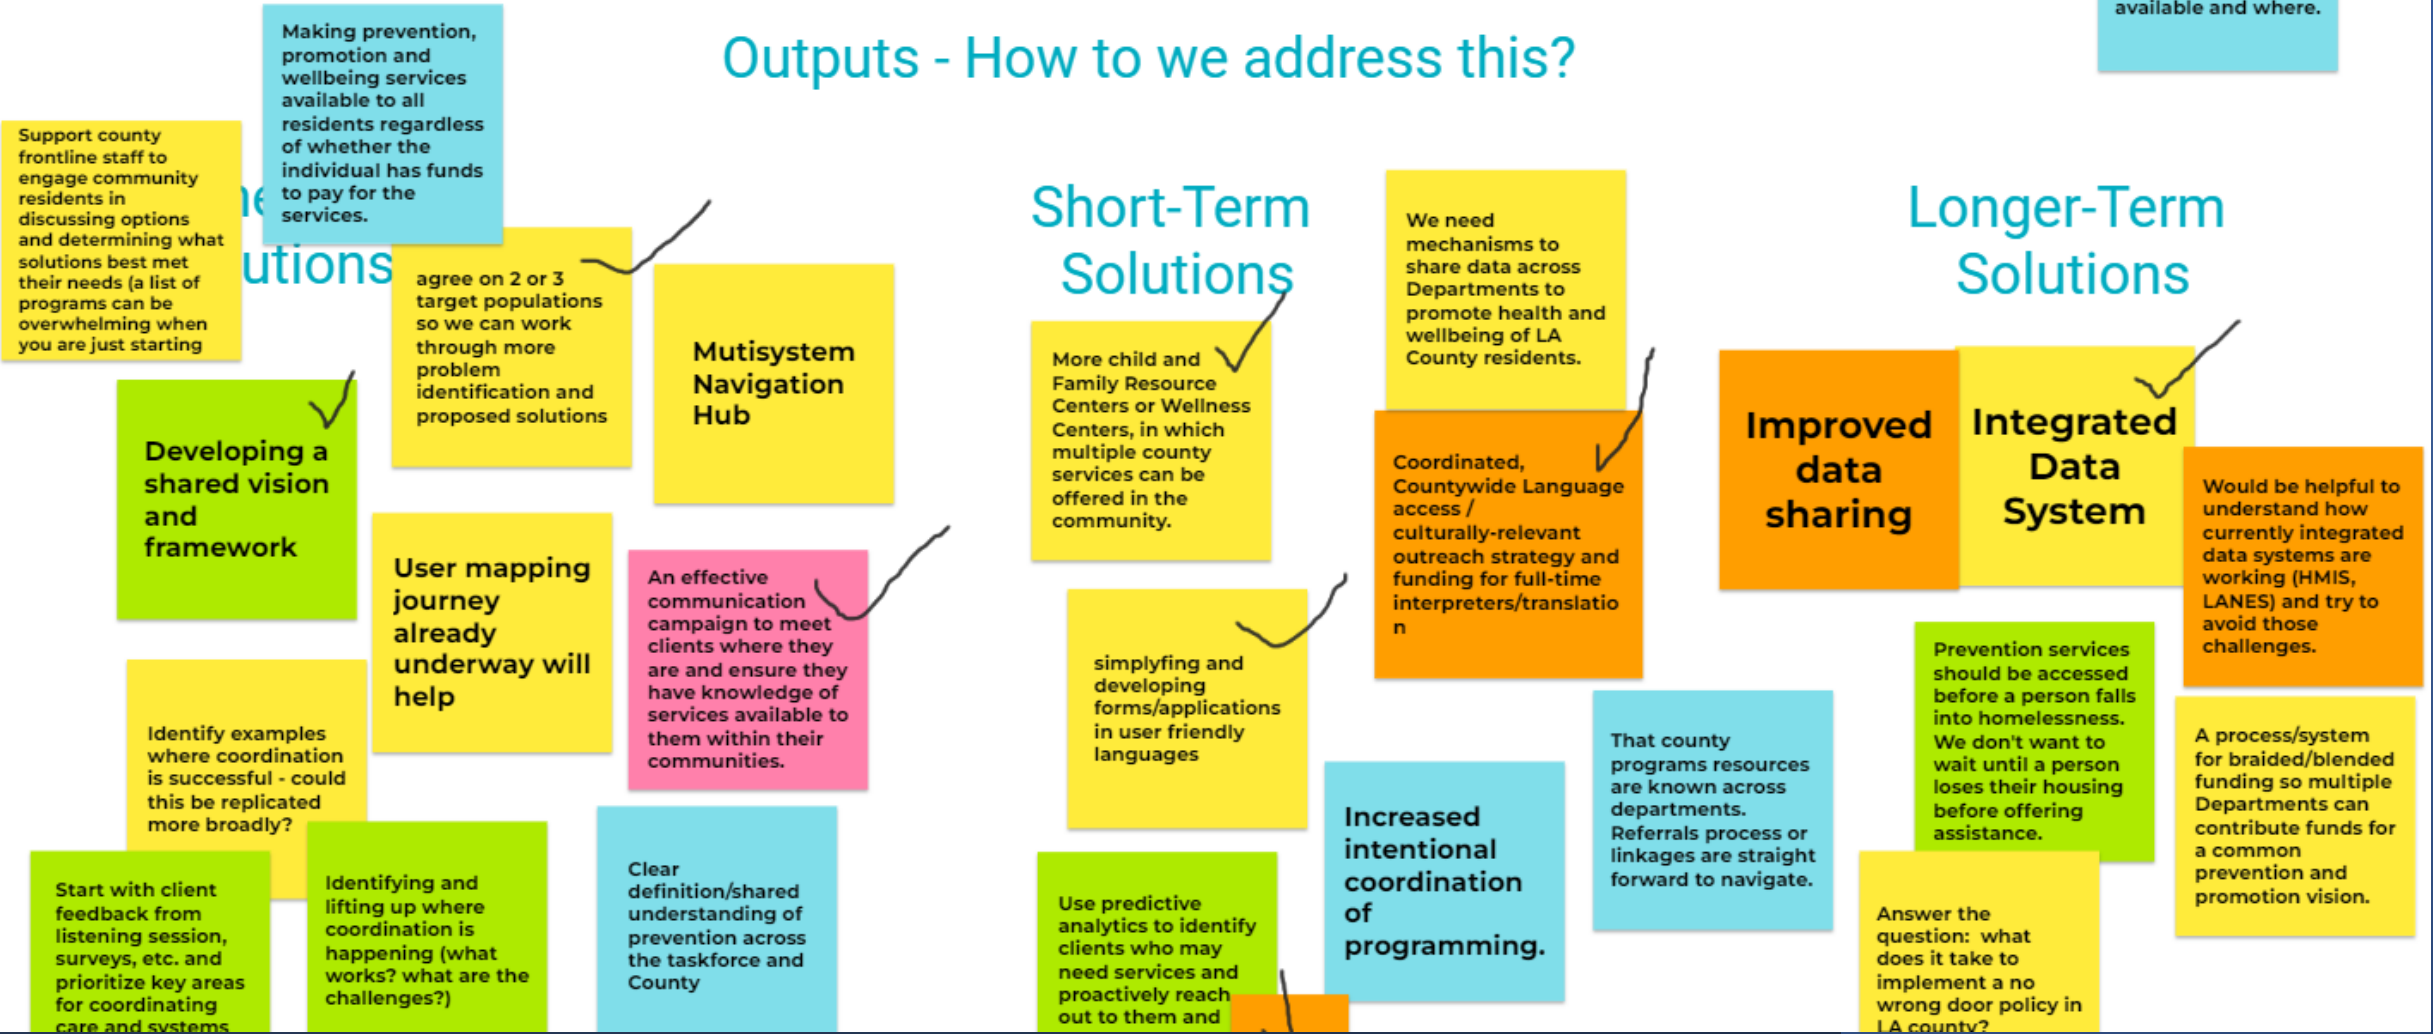 available and where.
Outputs - How to we address this?
Making prevention,
promotion and
wellbeing services
available to all
residents regardless
of whether the
individual has funds
to pay for the
services.
Support county
frontline staff to
engage community
residents in
discussing options
and determining what
solutions best met
their needs (a list of
programs can be
overwhelming when
you are just starting
utions
agree on 2 or 3
target populations
so we can work
through more
problem
identification and
proposed solutions
Mutisystem
Navigation
Hub
Developing a
shared vision
and
framework
User mapping
journey
already
underway will
help
An effective
communication
campaign to meet
clients where they
are and ensure they
have knowledge of
services available to
them within their
communities.
Identify examples
where coordination
is successful - could
this be replicated
more broadly?
Start with client
feedback from
listening session,
surveys, etc. and
prioritize key areas
for coordinating
care and systems
Identifying and
lifting up where
coordination is
happening (what
works? what are the
challenges?)
Clear
definition/shared
understanding of
prevention across
the taskforce and
County
Short-Term
Solutions
More child and
Family Resource
Centers or Wellness
Centers, in which
multiple county
services can be
offered in the
community.
We need
mechanisms to
share data across
Departments to
promote health and
wellbeing of LA
County residents.
Coordinated,
Countywide Language
access /
culturally-relevant
outreach strategy and
funding for full-time
interpreters/translatio
n
simplyfing and
developing
forms/applications
in user friendly
languages
Increased
intentional
coordination
of
programming.
That county
programs resources
are known across
departments.
Referrals process or
linkages are straight
forward to navigate.
Use predictive
analytics to identify
clients who may
need services and
proactively reach
out to them and
Longer-Term
Solutions
Improved
data
sharing
Integrated
Data
System
Would be helpful to
understand how
currently integrated
data systems are
working (HMIS,
LANES) and try to
avoid those
challenges.
Prevention services
should be accessed
before a person falls
into homelessness.
We don't want to
wait until a person
loses their housing
before offering
assistance.
A process/system
for braided/blended
funding so multiple
Departments can
contribute funds for
a common
prevention and
promotion vision.
Answer the
question:  what
does it take to
implement a no
wrong door policy in
LA county?